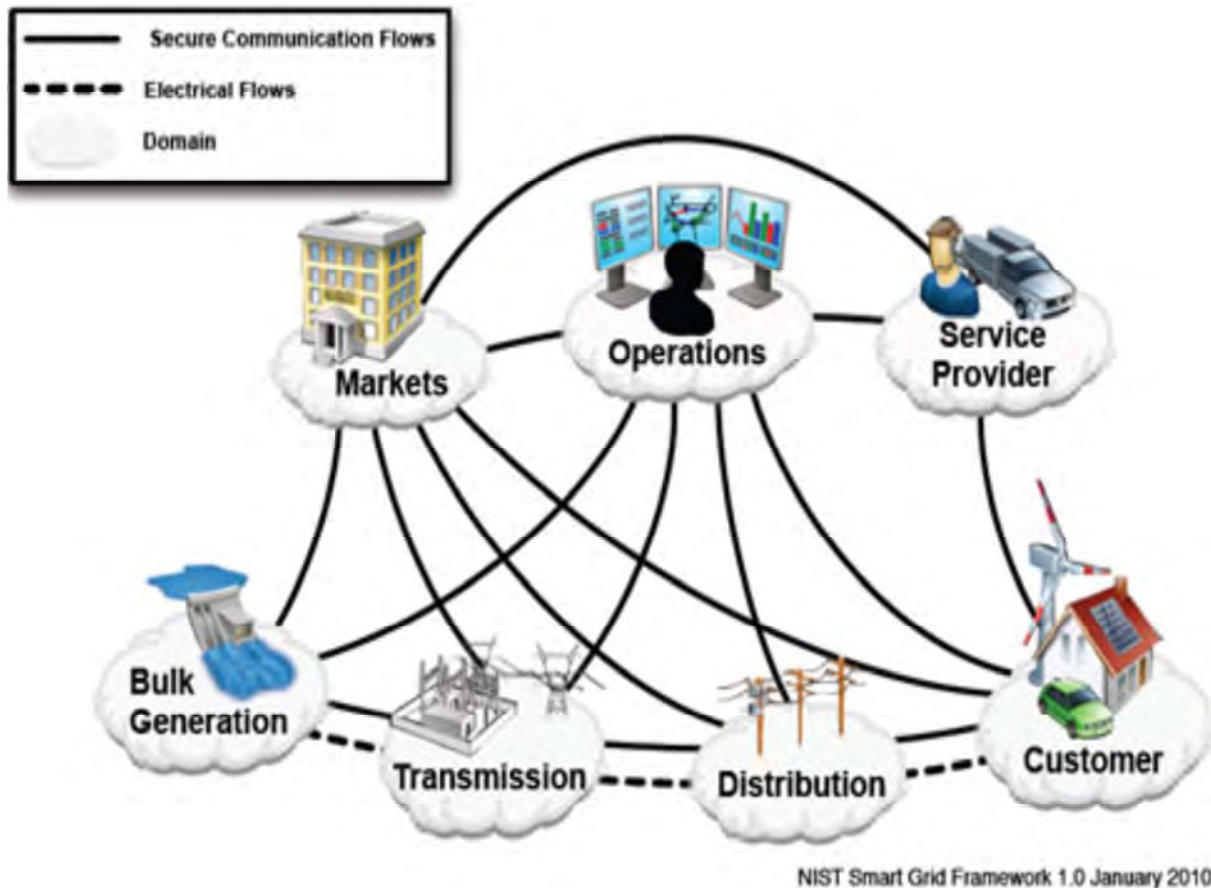 Secure Communication Flows
Electrical Flows
Domain
Markets
Operations
Service
Provider
Bulk
Generation
Transmission
Distribution
Customer
NIST Smart Grid Framework 1.0 January 2010